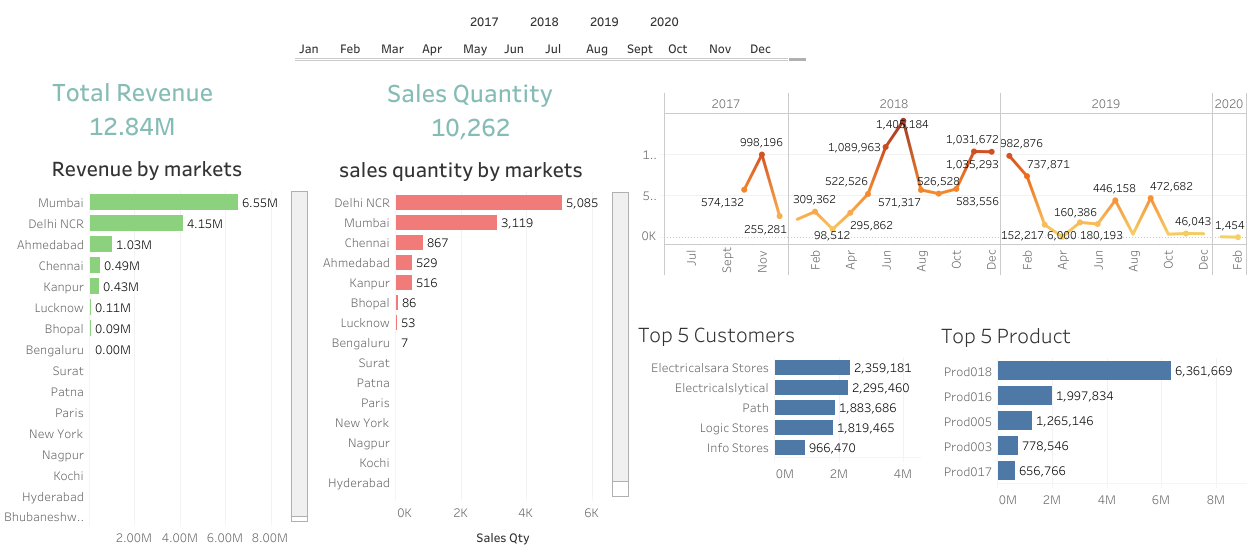 2017 2018 2019 2020
Jan Feb Mar Apr May Jun Jul Aug Sept Oct Nov Dec
Total Revenue
12.84M
Revenue by markets
Mumbai 6.55M
Delhi NCR 4.15M
Ahmedabad 1.03M
Chennai 0.49M
Kanpur 0.43M
Lucknow 0.11M
Bhopal 0.09M
Bengaluru 0.00M
Surat
Patna
Paris
New York
Nagpur
Kochi
Hyderabad
Bhubaneshw..
2.00M 4.00M 6.00M 8.00M
Sales Quantity
10,262
sales quantity by markets
Delhi NCR 5,085
Mumbai 3,119
Chennai 867
Ahmedabad 529
Kanpur 516
Bhopal 86
Lucknow 53
Bengaluru 7
Surat
Patna
Paris
New York
Nagpur
Kochi
Hyderabad
0K 2K 4K 6K
Sales Qty
2017 2018 2019 2020
1..
5..
0K
574,132
998,196
255,281
309,362
98,512
295,862
522,526
1,089,963
571,317
526,528
583,556
1,031,672
1,035,293
982,876
737,871
152,217
6,000
160,386
180,193
446,158
472,682
46,043
1,454
Jul Sept Nov Feb Apr Jun Aug Oct Dec Feb Apr Jun Aug Oct Dec Feb
Top 5 Customers
Electricalsara Stores 2,359,181
Electricalslytical 2,295,460
Path 1,883,686
Logic Stores 1,819,465
Info Stores 966,470
0M 2M 4M
Top 5 Product
Prod018 6,361,669
Prod016 1,997,834
Prod005 1,265,146
Prod003 778,546
Prod017 656,766
0M 2M 4M 6M 8M